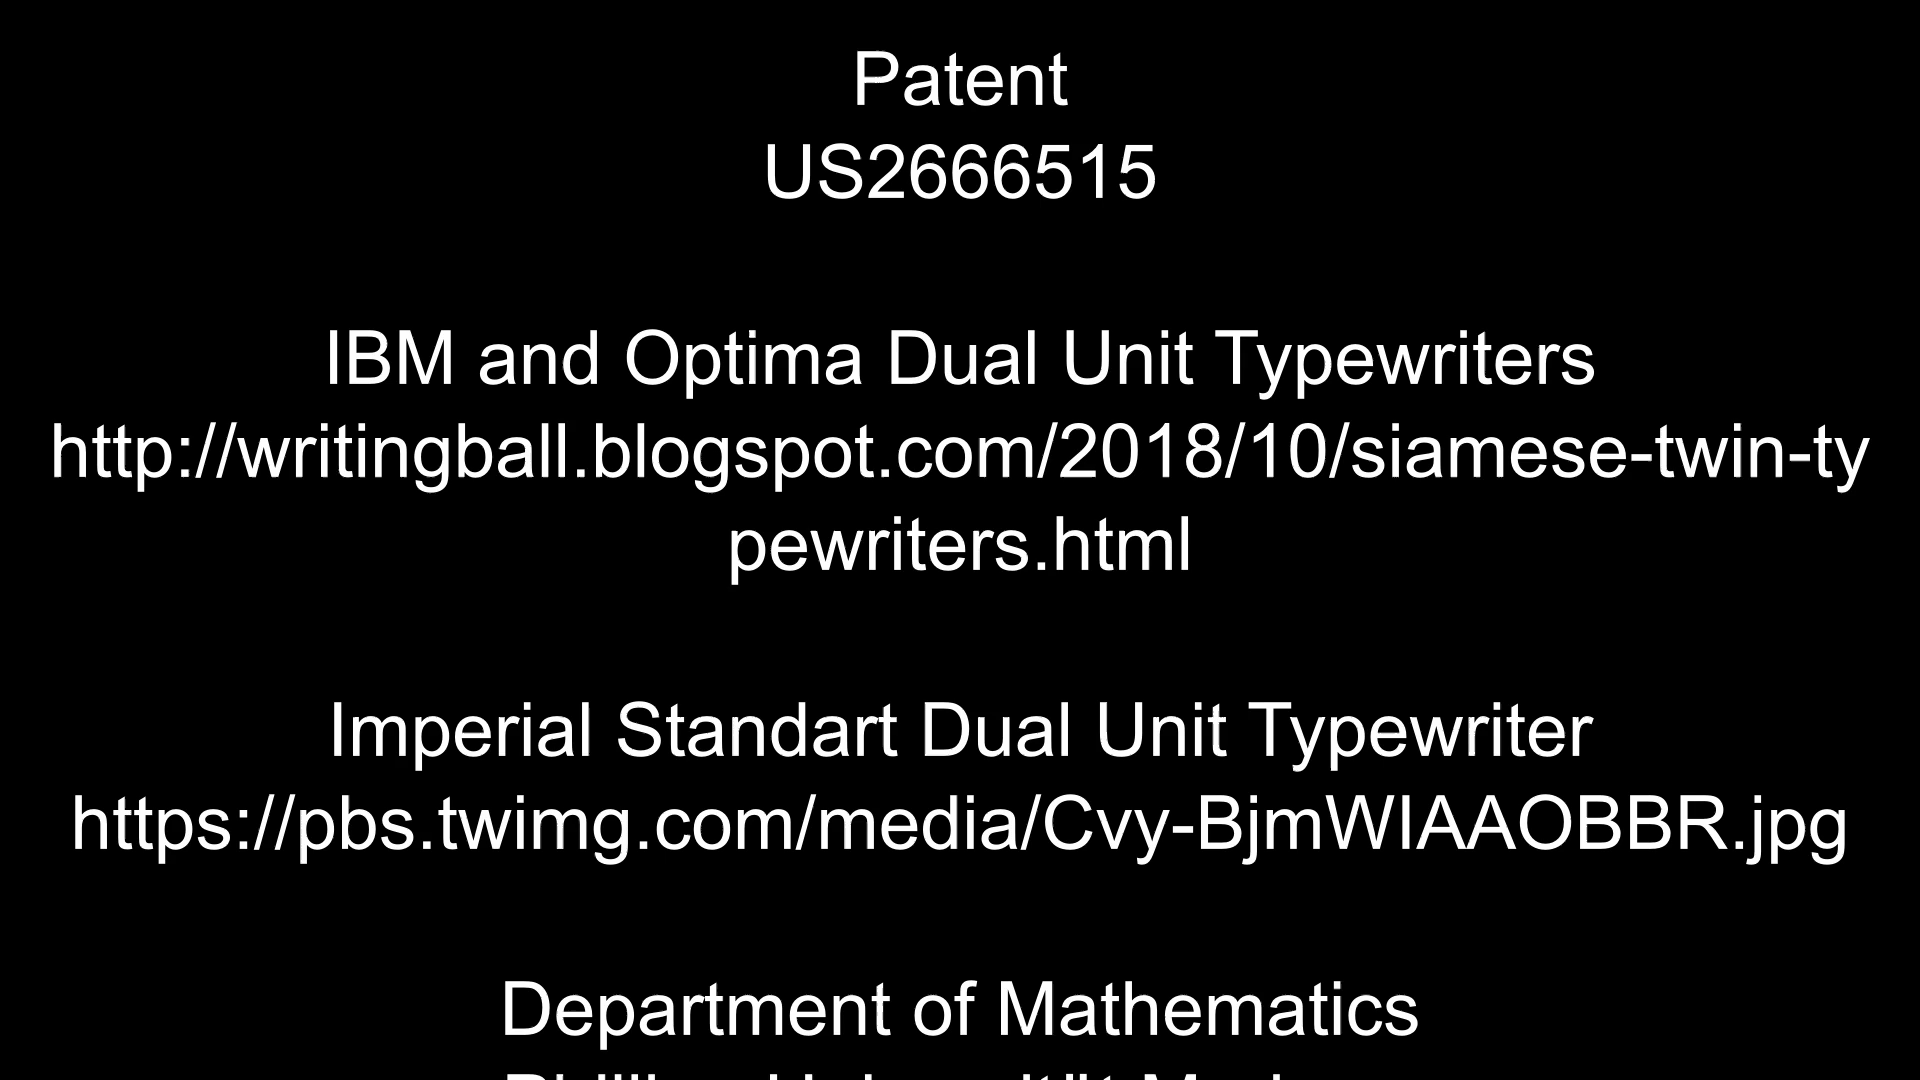 Patent
US2666515
IBM and Optima Dual Unit Typewriters
http://writingball.blogspot.com/2018/10/siamese-twin-ty
pewriters.html
Imperial Standart Dual Unit Typewriter
https://pbs.twimg.com/media/Cvy-BjmWIAAOBBR.jpg
Department of Mathematics